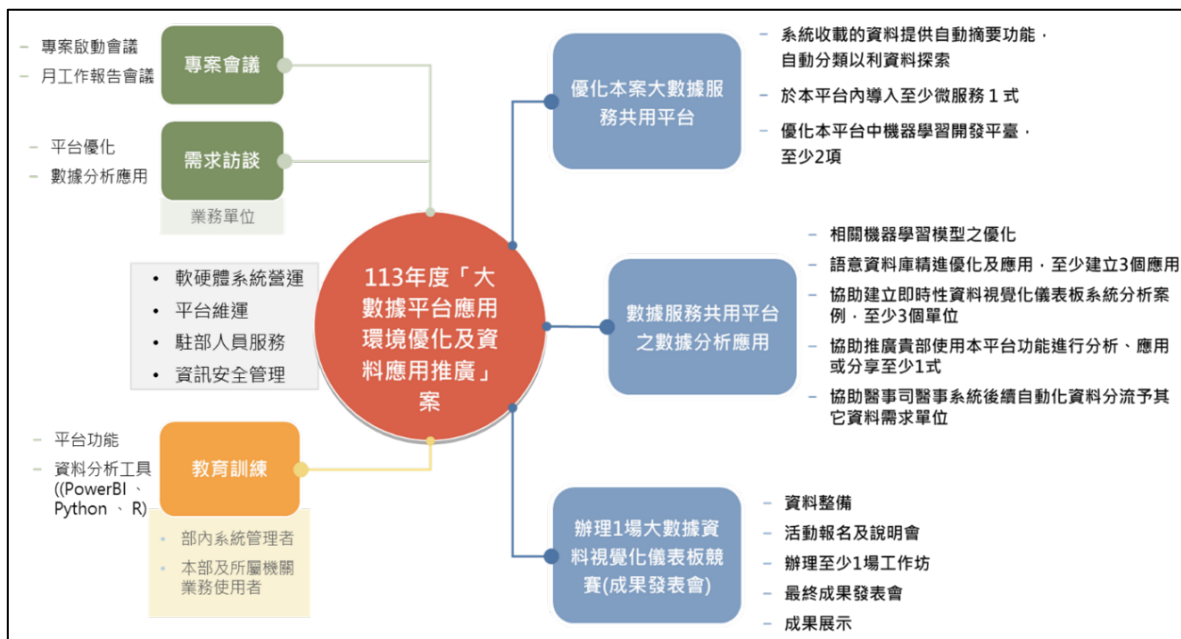 – 專案啟動會議
– 月工作報告會議
專案會議
– 平台優化
– 數據分析應用
需求訪談
業務單位
• 軟硬體系統營運
• 平台維運
• 駐部人員服務
• 資訊安全管理
– 平台功能
– 資料分析工具
((PowerBI 、
Python 、 R)
教育訓練
• 部內系統管理者
• 本部及所屬機關
業務使用者
113年度「大
數據平台應用
環境優化及資
料應用推廣」
案
優化本案大數據服
務共用平台
– 系統收載的資料提供自動摘要功能，
自動分類以利資料探索
– 於本平台內導入至少微服務 1 式
– 優化本平台中機器學習開發平臺，
至少2項
數據服務共用平台
之數據分析應用
– 相關機器學習模型之優化
– 語意資料庫精進優化及應用，至少建立3個應用
– 協助建立即時性資料視覺化儀表板系統分析案
例，至少3個單位
– 協助推廣貴部使用本平台功能進行分析、應用
或分享至少1式
– 協助醫事司醫事系統後續自動化資料分流予其
它資料需求單位
辦理1場大數據資
料視覺化儀表板競
賽(成果發表會)
– 資料整備
– 活動報名及說明會
– 辦理至少1場工作坊
– 最終成果發表會
– 成果展示